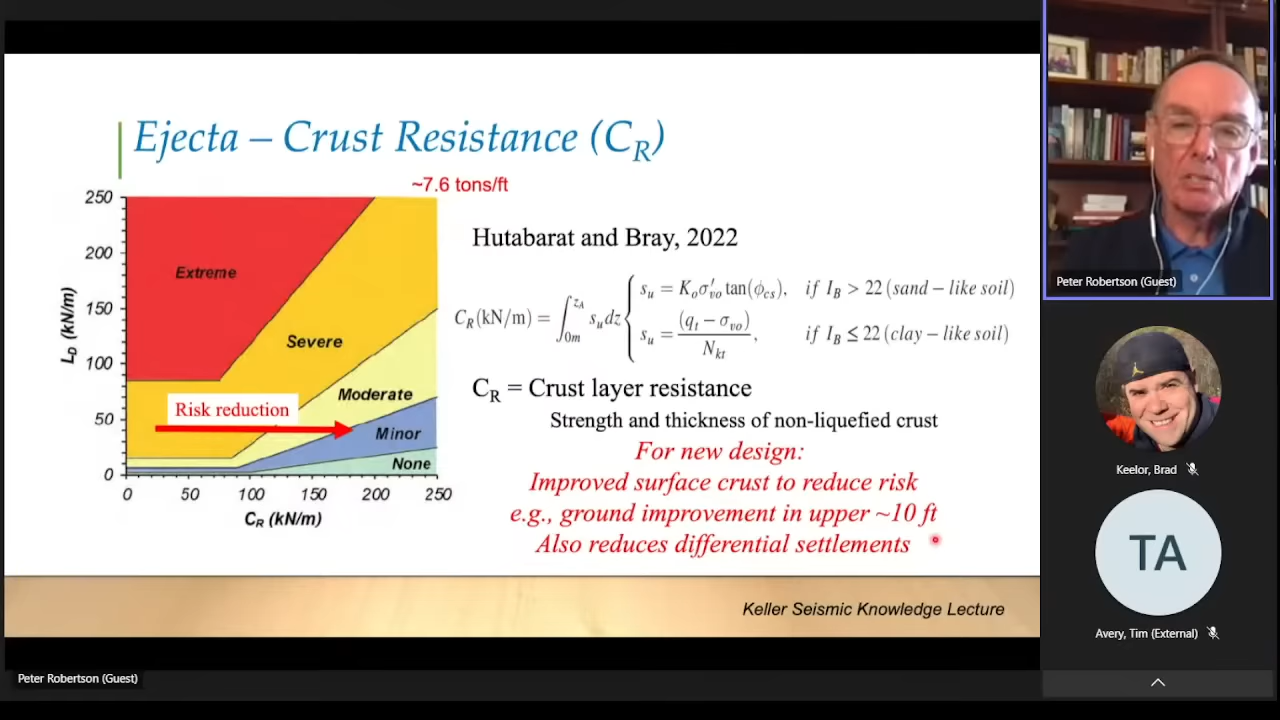 Ejecta – Crust Resistance (C_R)
~7.6 tons/ft
250
200
150
100
50
0
L_D (kN/m)
Extreme
Severe
Moderate
Minor
None
Risk reduction
0 50 100 150 200 250
C_R (kN/m)
Hutabarat and Bray, 2022
C_R(kN/m) = ∫_{0m}^{z_A} s_u dz { s_u = K_o σ'_vo tan(ϕ_cs), if I_B > 22 (sand – like soil)
s_u = (q_t − σ_vo) / N_kt, if I_B ≤ 22 (clay – like soil)
C_R = Crust layer resistance
Strength and thickness of non-liquefied crust
For new design:
Improved surface crust to reduce risk
e.g., ground improvement in upper ~10 ft
Also reduces differential settlements
Keller Seismic Knowledge Lecture
Peter Robertson (Guest)
Peter Robertson (Guest)
Keelor, Brad
TA
Avery, Tim (External)